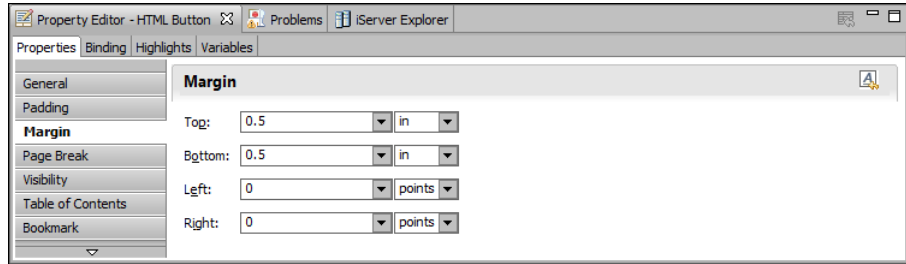 Property Editor - HTML Button Problems iServer Explorer
Properties Binding Highlights Variables
General
Padding
Margin
Page Break
Visibility
Table of Contents
Bookmark
Margin
Top: 0.5 in
Bottom: 0.5 in
Left: 0 points
Right: 0 points